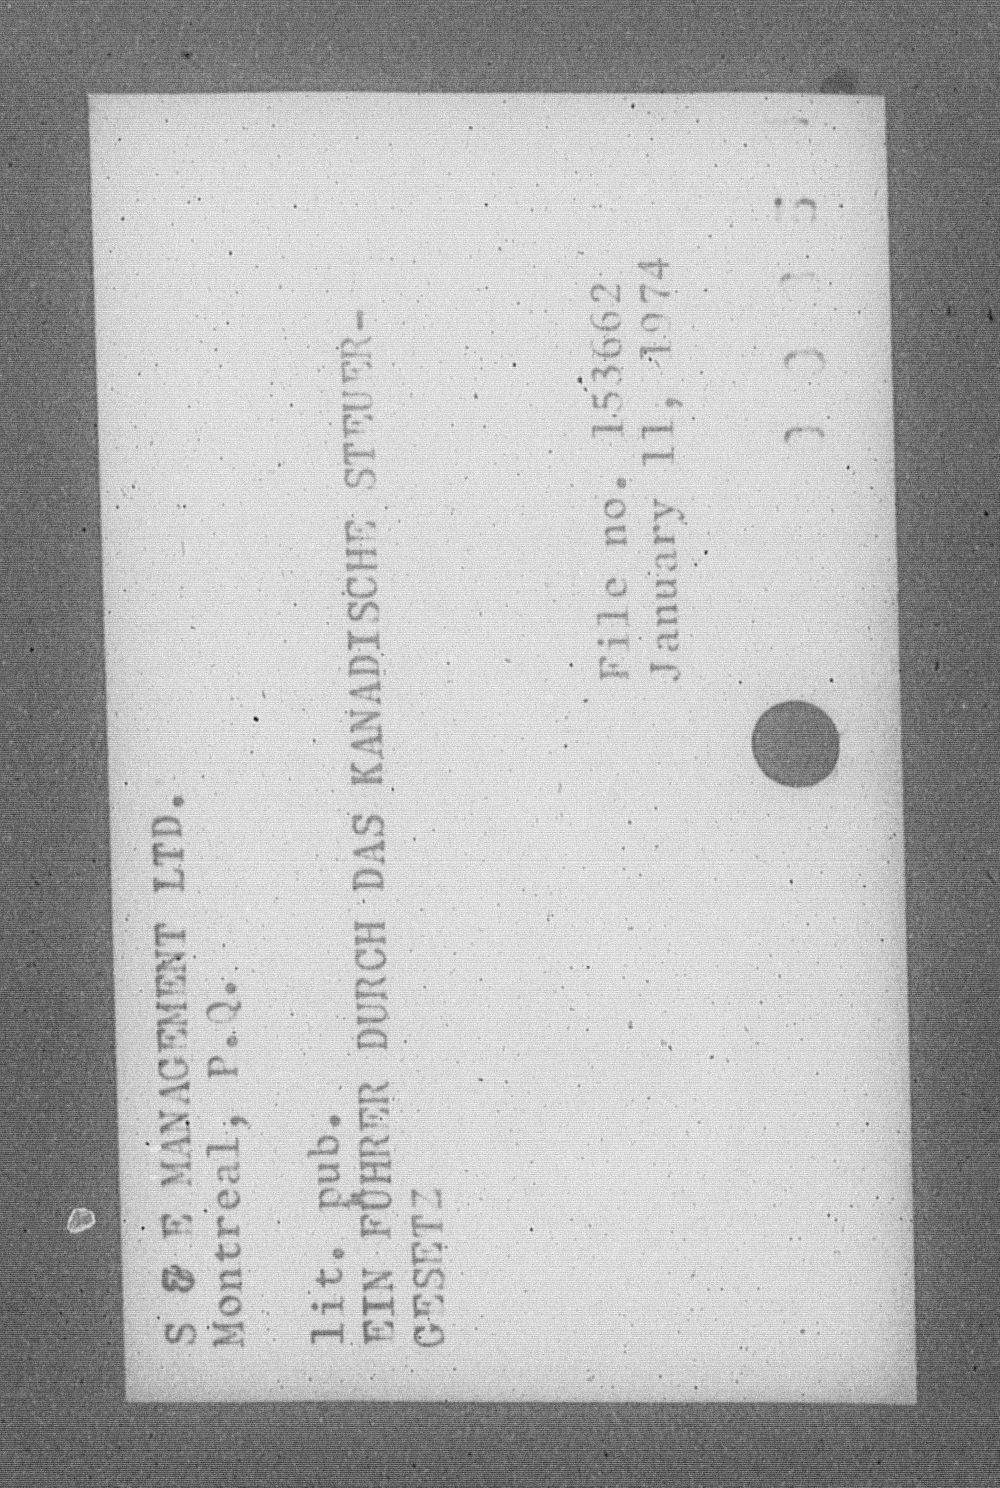 S & E MANAGEMENT LTD.
Montreal, P.Q.
lit. pub.
EIN FÜHRER DURCH DAS KANADISCHE STEUER-
GESETZ
File no. 153662
January 11, 1974